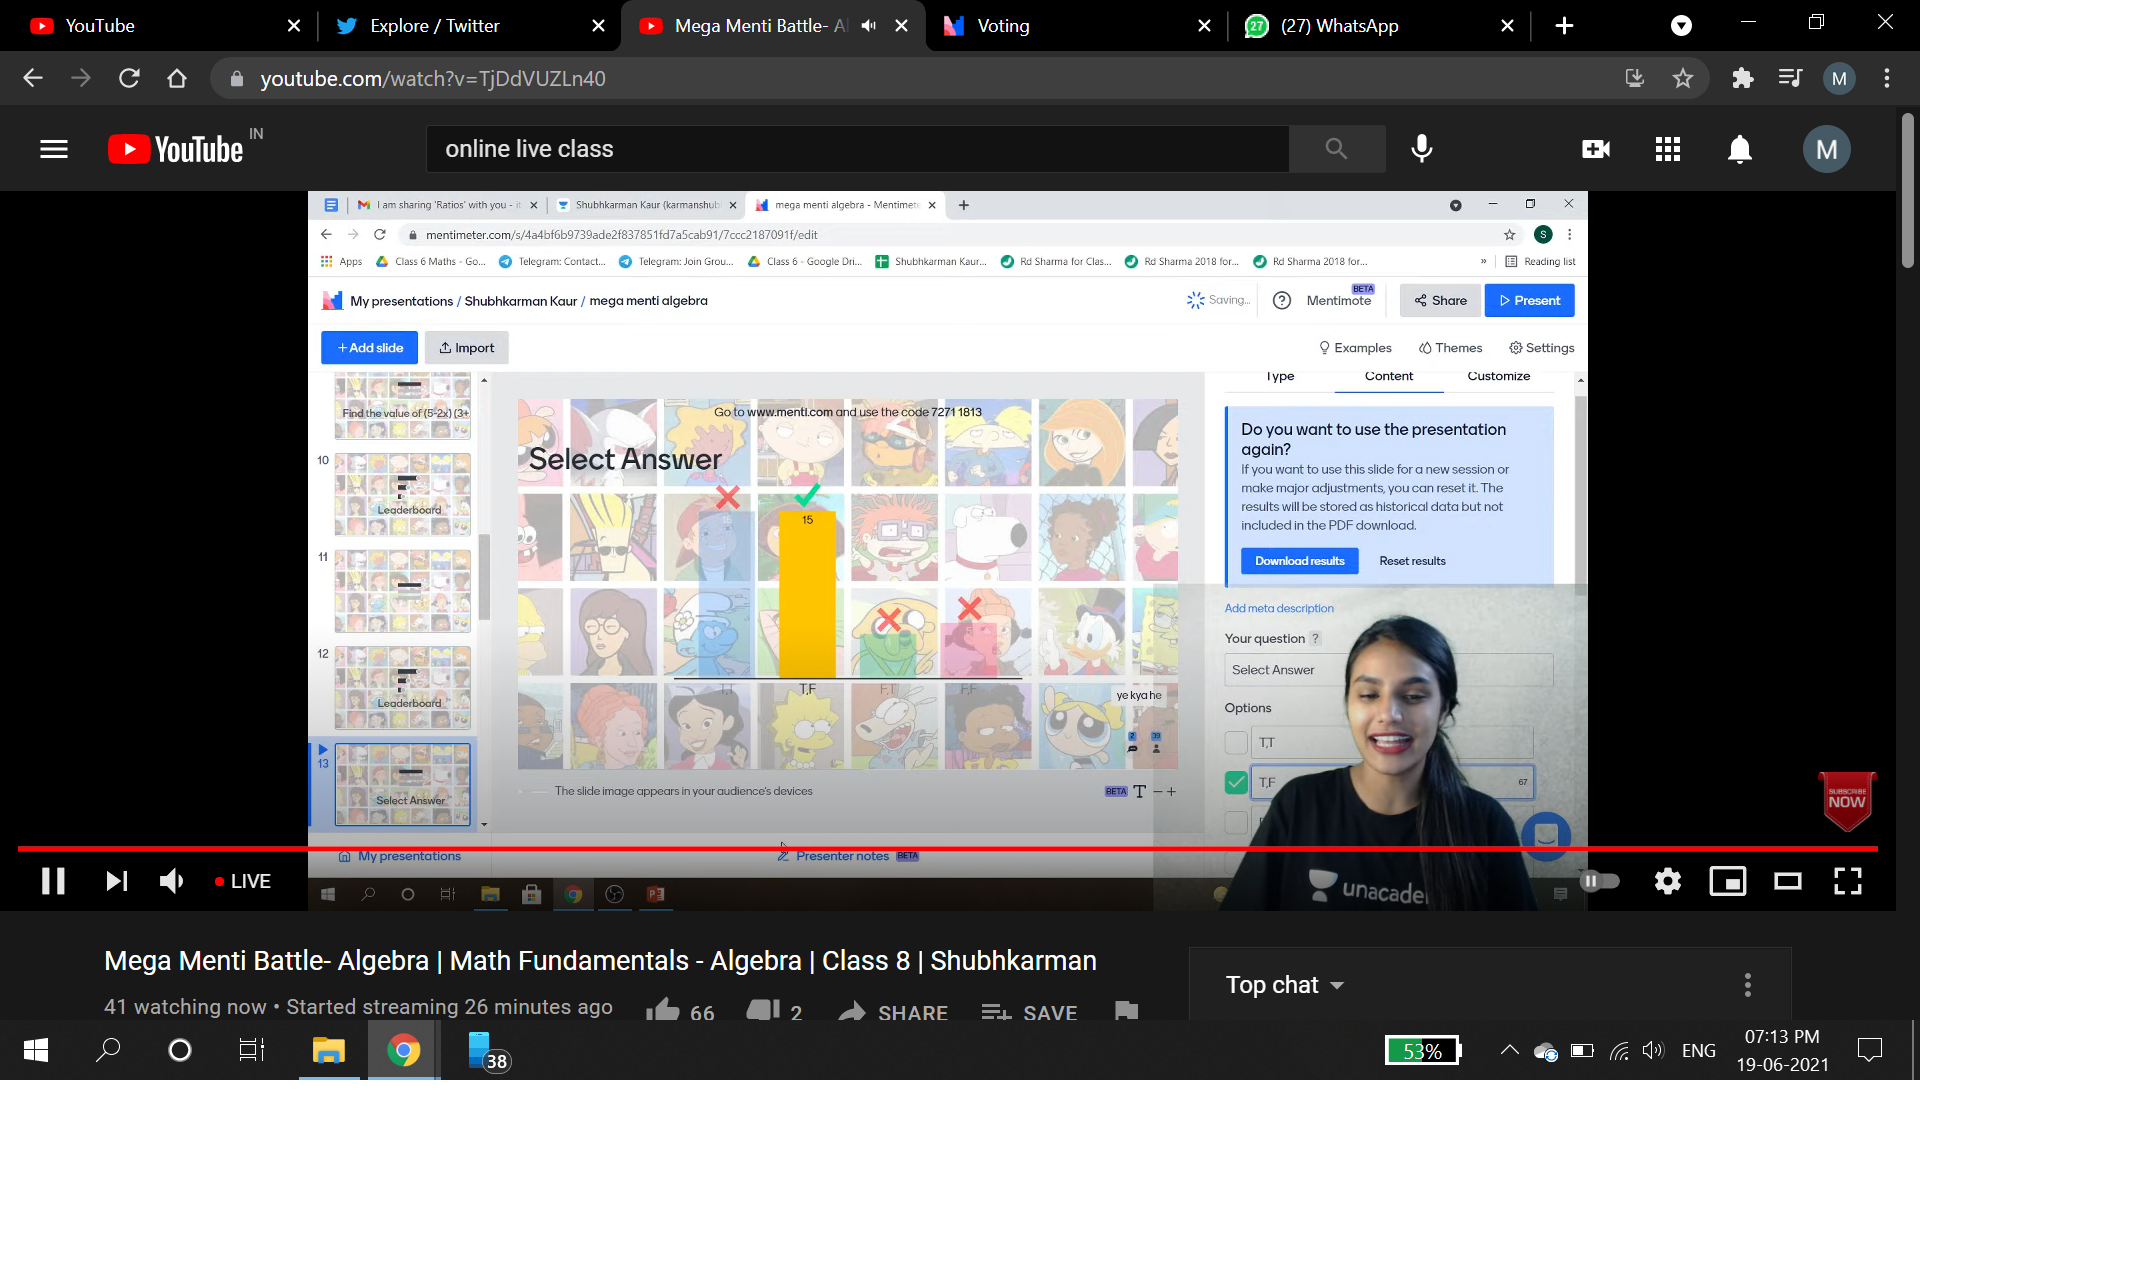 YouTube
Explore / Twitter
Mega Menti Battle- Al
Voting
27
(27) WhatsApp
youtube.com/watch?v=TjDdVUZLn40
M
YouTube IN
online live class
M
I am sharing 'Ratios' with you - it
Shubhkarman Kaur (karmanshub
mega menti algebra - Mentimete
mentimeter.com/s/4a4bf6b9739ade2f837851fd7a5cab91/7ccc2187091f/edit
S
Apps
Class 6 Maths - Go...
Telegram: Contact...
Telegram: Join Grou...
Class 6 - Google Dri...
Shubhkarman Kaur...
Rd Sharma for Clas...
Rd Sharma 2018 for...
Rd Sharma 2018 for...
»
Reading list
My presentations / Shubhkarman Kaur / mega menti algebra
Saving...
Mentimote BETA
Share
Present
+ Add slide
Import
Examples
Themes
Settings
Find the value of (5-2x) (3+
10
Leaderboard
11
12
Leaderboard
13
Select Answer
Go to www.menti.com and use the code 7271 1813
Select Answer
15
T,T
T,F
F,T
F,F
ye kya he
2
39
The slide image appears in your audience's devices
BETA T − +
Type
Content
Customize
Do you want to use the presentation
again?
If you want to use this slide for a new session or
make major adjustments, you can reset it. The
results will be stored as historical data but not
included in the PDF download.
Download results
Reset results
Add meta description
Your question ?
Select Answer
Options
T,T
T,F
67
My presentations
Presenter notes BETA
unacade
SUBSCRIBE
NOW
LIVE
Mega Menti Battle- Algebra | Math Fundamentals - Algebra | Class 8 | Shubhkarman
41 watching now • Started streaming 26 minutes ago
66
2
SHARE
SAVE
Top chat
38
53%
ENG
07:13 PM
19-06-2021